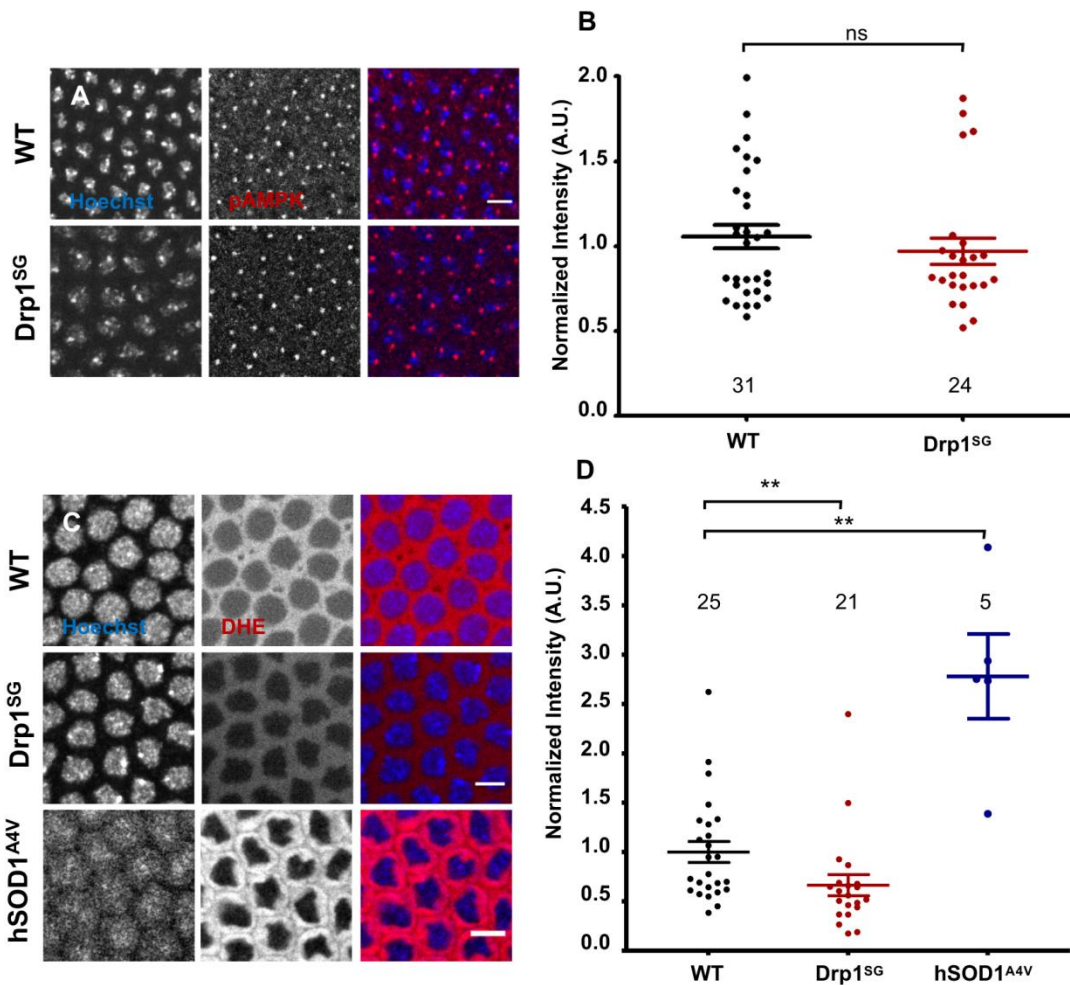 A
WT
Hoechst
pAMPK
Drp1SG
B
ns
Normalized Intensity (A.U.)
2.0
1.5
1.0
0.5
0.0
31
24
WT
Drp1SG
C
WT
Hoechst
DHE
Drp1SG
hSOD1A4V
D
**
**
Normalized Intensity (A.U.)
4.5
4.0
3.5
3.0
2.5
2.0
1.5
1.0
0.5
0.0
25
21
5
WT
Drp1SG
hSOD1A4V